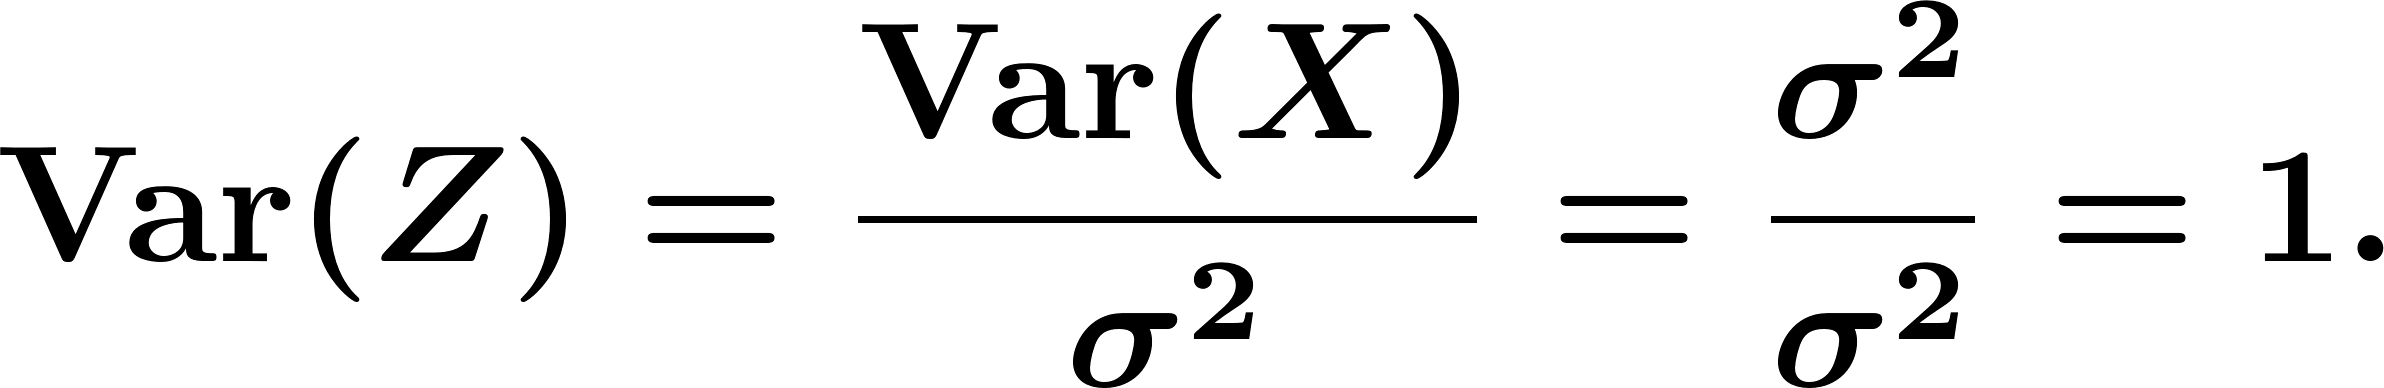 Var(Z) = Var(X)/σ² = σ²/σ² = 1.